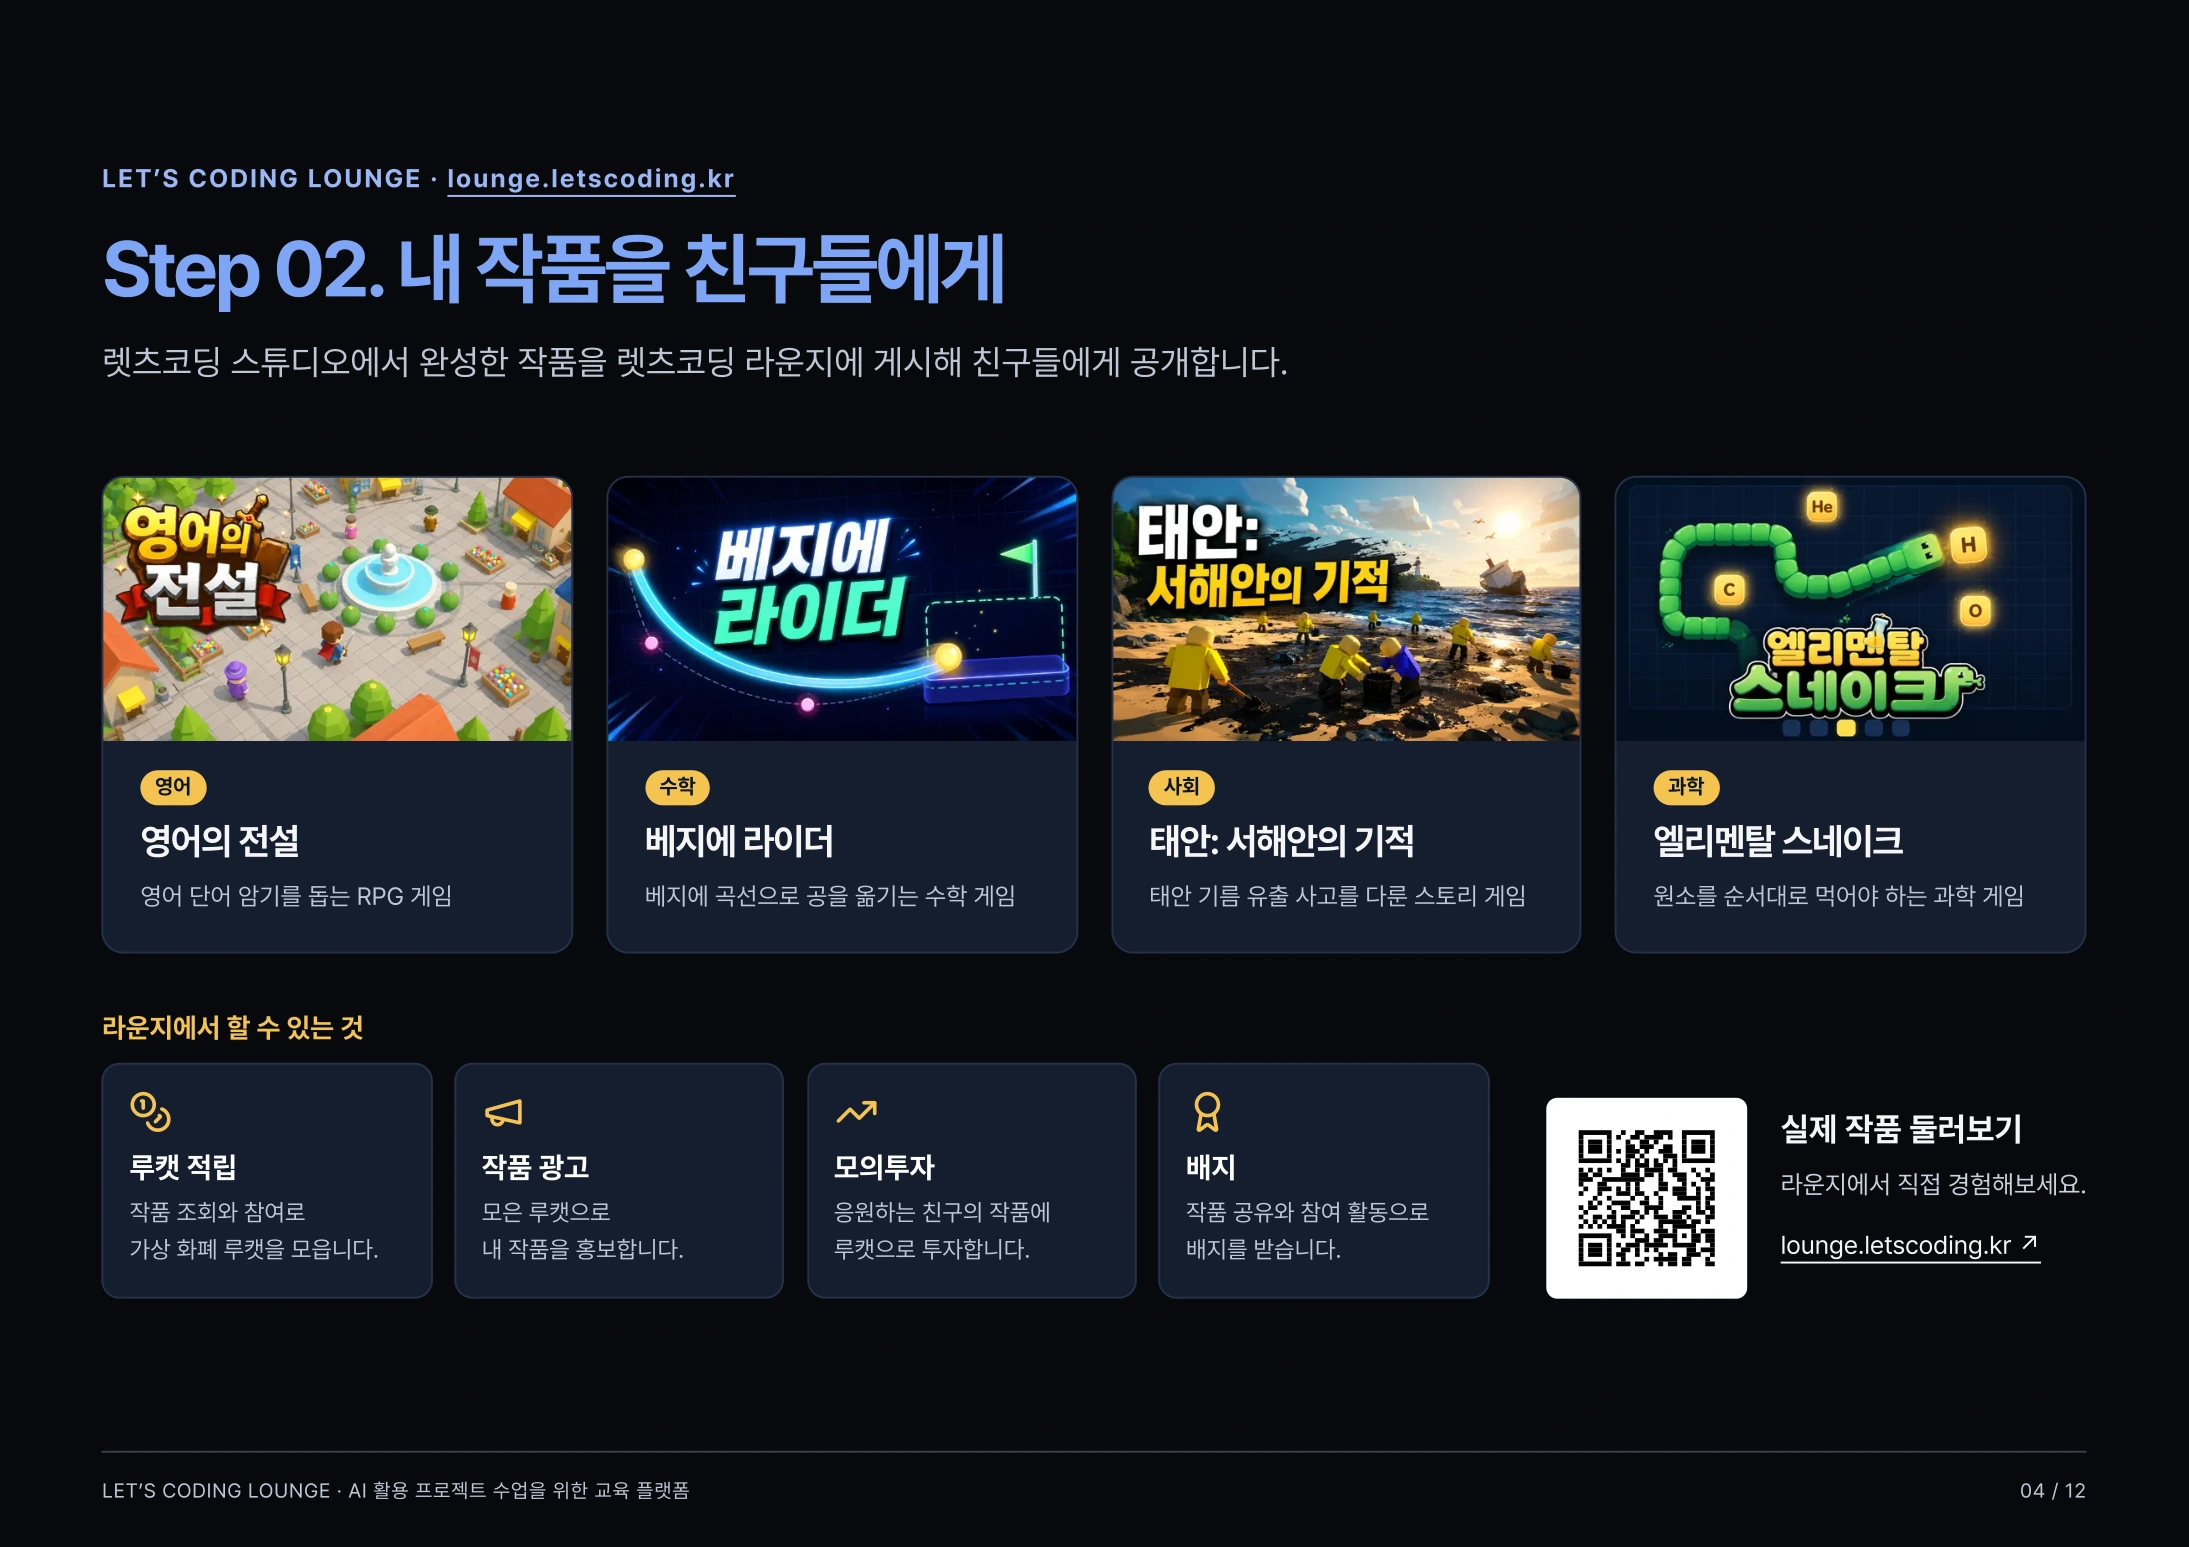 LET'S CODING LOUNGE · lounge.letscoding.kr
Step 02. 내 작품을 친구들에게
렛츠코딩 스튜디오에서 완성한 작품을 렛츠코딩 라운지에 게시해 친구들에게 공개합니다.
영어의
전설
영어
영어의 전설
영어 단어 암기를 돕는 RPG 게임
베지에
라이더
수학
베지에 라이더
베지에 곡선으로 공을 옮기는 수학 게임
태안:
서해안의 기적
사회
태안: 서해안의 기적
태안 기름 유출 사고를 다룬 스토리 게임
He
H
C
O
엘리멘탈
스네이크
과학
엘리멘탈 스네이크
원소를 순서대로 먹어야 하는 과학 게임
라운지에서 할 수 있는 것
루캣 적립
작품 조회와 참여로
가상 화폐 루캣을 모읍니다.
작품 광고
모은 루캣으로
내 작품을 홍보합니다.
모의투자
응원하는 친구의 작품에
루캣으로 투자합니다.
배지
작품 공유와 참여 활동으로
배지를 받습니다.
실제 작품 둘러보기
라운지에서 직접 경험해보세요.
lounge.letscoding.kr ↗
LET'S CODING LOUNGE · AI 활용 프로젝트 수업을 위한 교육 플랫폼
04 / 12